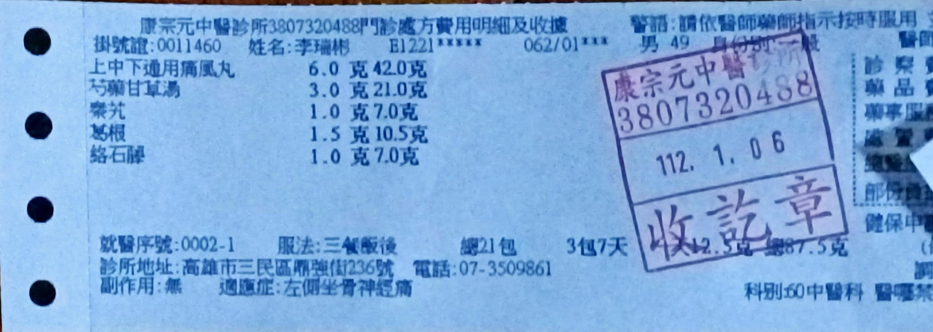 康宗元中醫診所3807320488門診處方費用明細及收據 警語:請依醫師藥師指示按時服用
掛號證:0011460 姓名:李瑞彬 E1221***** 062/01*** 男 49 身份別:一般 醫師
上中下通用痛風丸 6.0 克 42.0克
芍藥甘草湯 3.0 克 21.0克
秦艽 1.0 克 7.0克
葛根 1.5 克 10.5克
絡石藤 1.0 克 7.0克
診察費
藥品費
藥事服
處置
部份負
健保申
康宗元中醫診所
3807320488
112. 1. 06
收訖章
就醫序號:0002-1 服法:三餐飯後 總21包 3包7天 12.5克 總87.5克
診所地址:高雄市三民區鼎強街236號 電話:07-3509861
副作用:無 適應症:左側坐骨神經痛 科別:60中醫科 醫囑